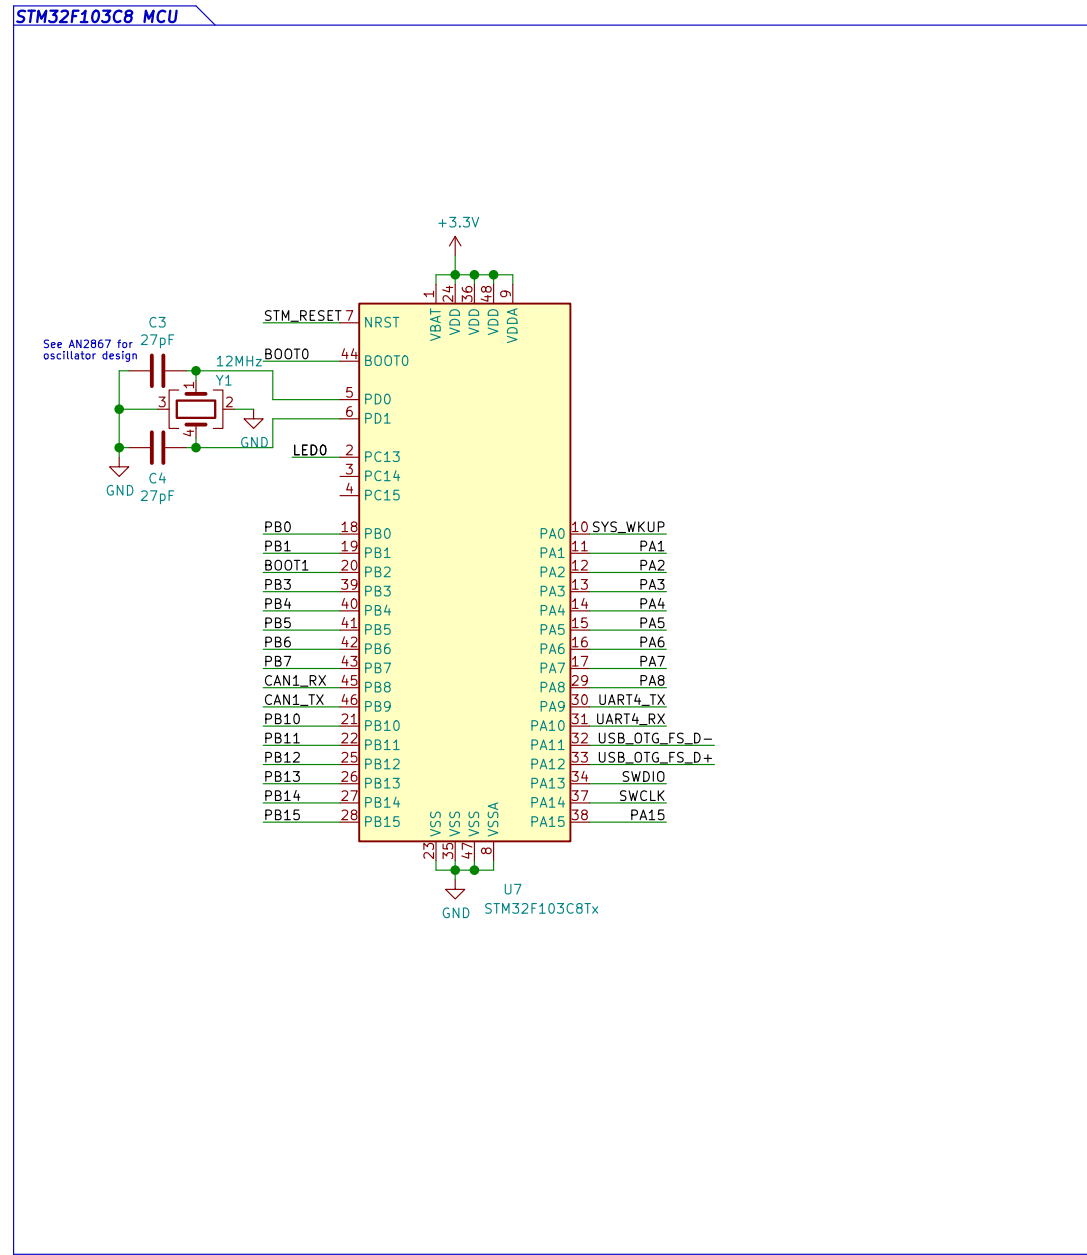 STM32F103C8 MCU
+3.3V
1
24
36
48
9
VBAT
VDD
VDD
VDD
VDDA
STM_RESET 7 NRST
C3
27pF
See AN2867 for
oscillator design
BOOT0 44 BOOT0
12MHz
Y1
1
3
2
4
GND
5 PD0
6 PD1
C4
27pF
GND
LED0 2 PC13
3 PC14
4 PC15
PB0 18 PB0
PB1 19 PB1
BOOT1 20 PB2
PB3 39 PB3
PB4 40 PB4
PB5 41 PB5
PB6 42 PB6
PB7 43 PB7
CAN1_RX 45 PB8
CAN1_TX 46 PB9
PB10 21 PB10
PB11 22 PB11
PB12 25 PB12
PB13 26 PB13
PB14 27 PB14
PB15 28 PB15
PA0 10 SYS_WKUP
PA1 11 PA1
PA2 12 PA2
PA3 13 PA3
PA4 14 PA4
PA5 15 PA5
PA6 16 PA6
PA7 17 PA7
PA8 29 PA8
PA9 30 UART4_TX
PA10 31 UART4_RX
PA11 32 USB_OTG_FS_D-
PA12 33 USB_OTG_FS_D+
PA13 34 SWDIO
PA14 37 SWCLK
PA15 38 PA15
VSS
VSS
VSS
VSSA
23
35
47
8
GND
U7
STM32F103C8Tx